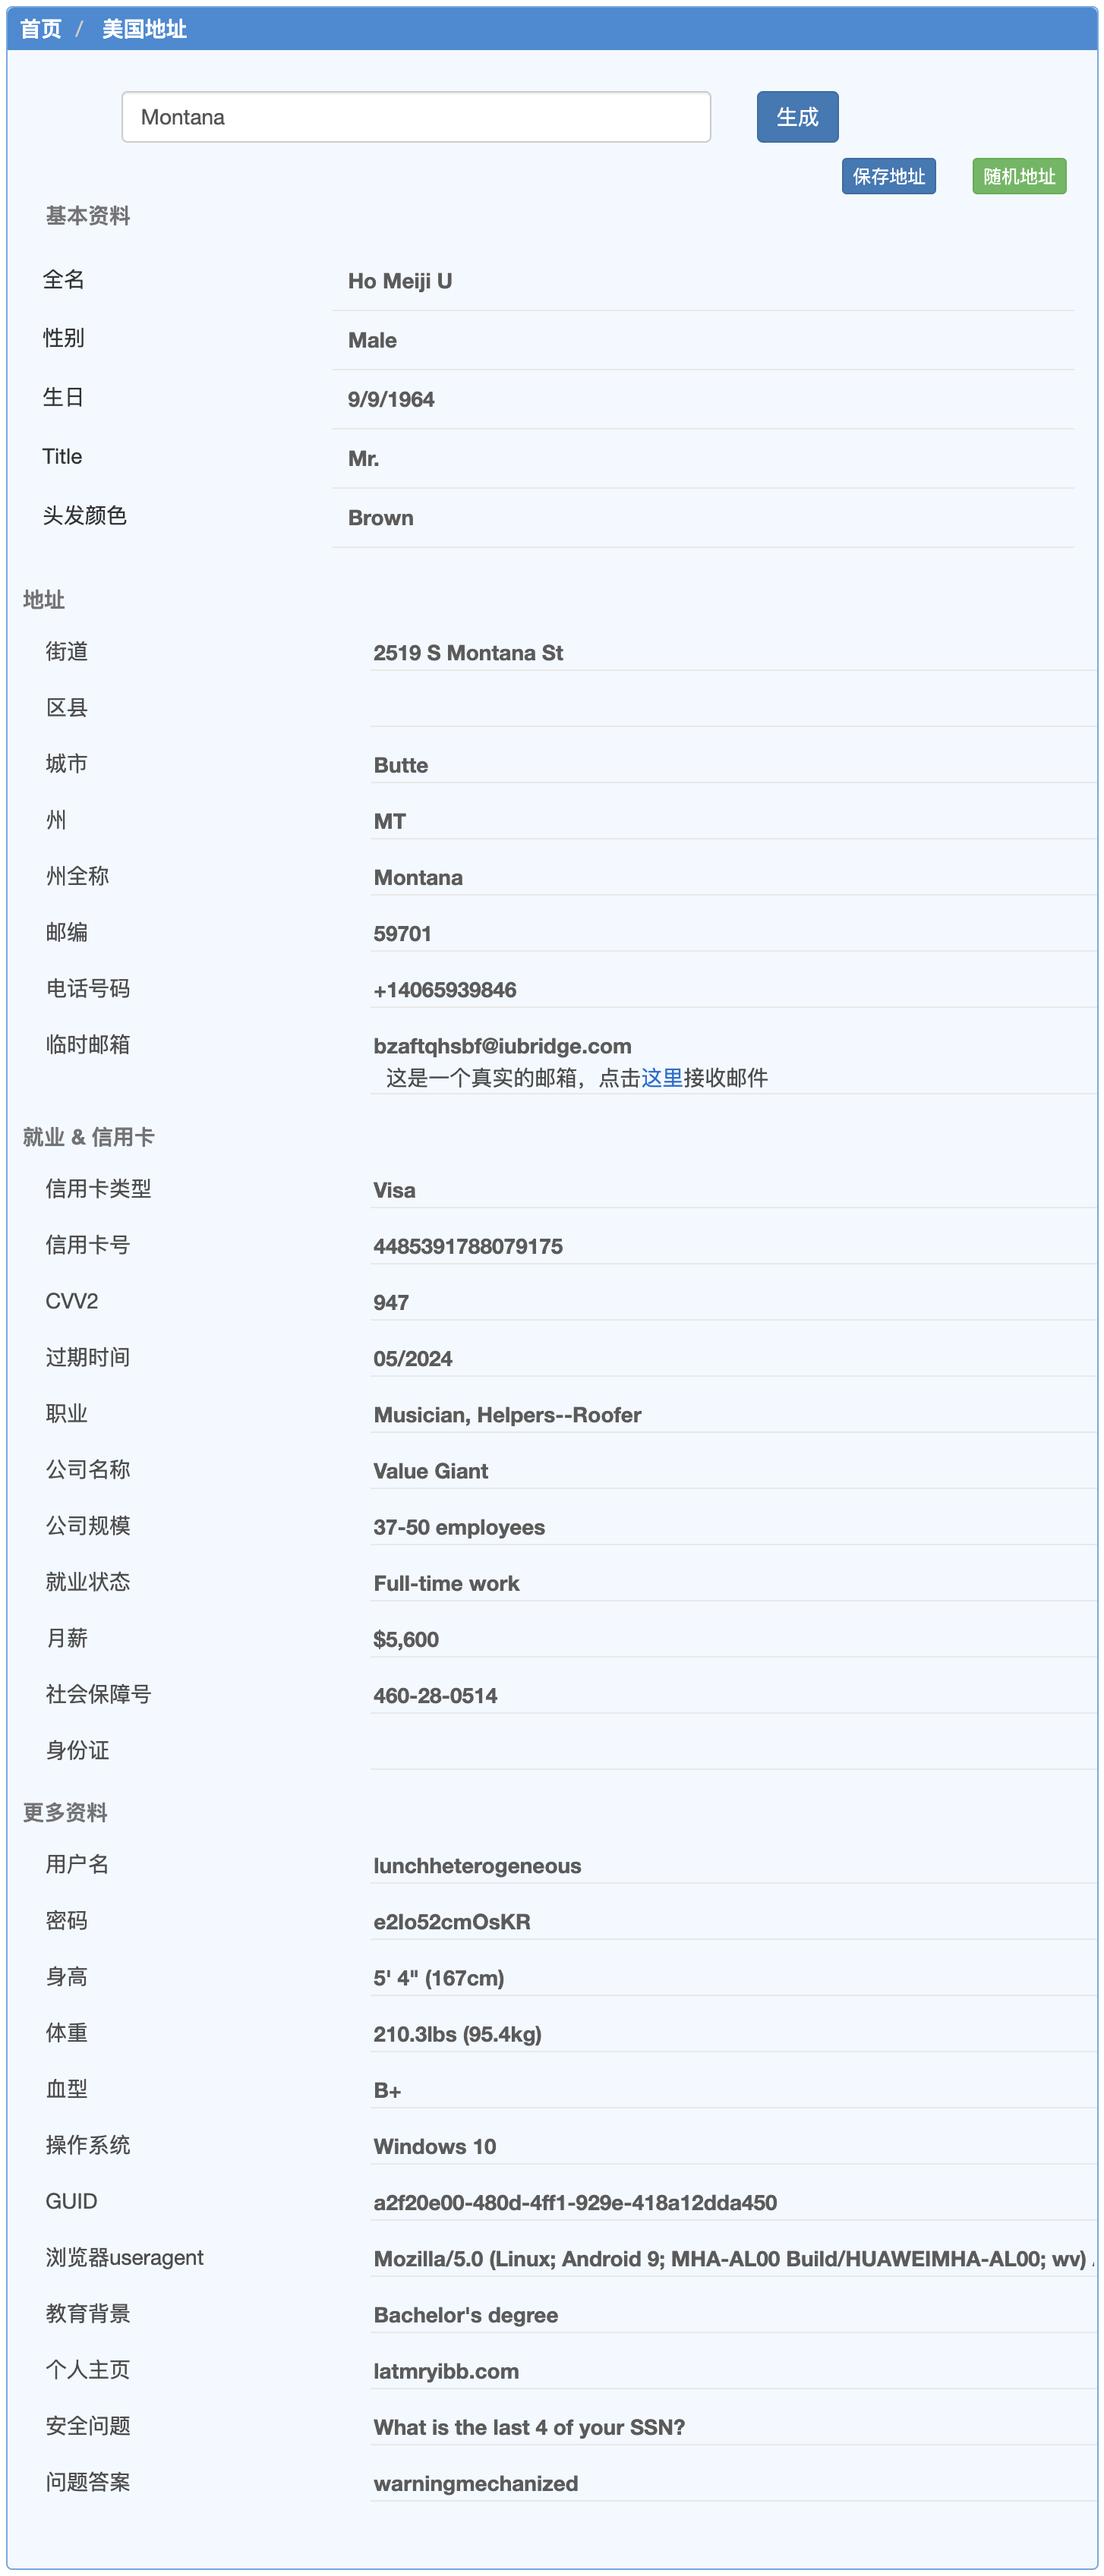 首页 / 美国地址
Montana
生成
保存地址 随机地址
基本资料
全名 Ho Meiji U
性别 Male
生日 9/9/1964
Title Mr.
头发颜色 Brown
地址
街道 2519 S Montana St
区县
城市 Butte
州 MT
州全称 Montana
邮编 59701
电话号码 +14065939846
临时邮箱 bzaftqhsbf@iubridge.com
这是一个真实的邮箱，点击这里接收邮件
就业 & 信用卡
信用卡类型 Visa
信用卡号 4485391788079175
CVV2 947
过期时间 05/2024
职业 Musician, Helpers--Roofer
公司名称 Value Giant
公司规模 37-50 employees
就业状态 Full-time work
月薪 $5,600
社会保障号 460-28-0514
身份证
更多资料
用户名 lunchheterogeneous
密码 e2Io52cmOsKR
身高 5' 4" (167cm)
体重 210.3lbs (95.4kg)
血型 B+
操作系统 Windows 10
GUID a2f20e00-480d-4ff1-929e-418a12dda450
浏览器useragent Mozilla/5.0 (Linux; Android 9; MHA-AL00 Build/HUAWEIMHA-AL00; wv)
教育背景 Bachelor's degree
个人主页 latmryibb.com
安全问题 What is the last 4 of your SSN?
问题答案 warningmechanized